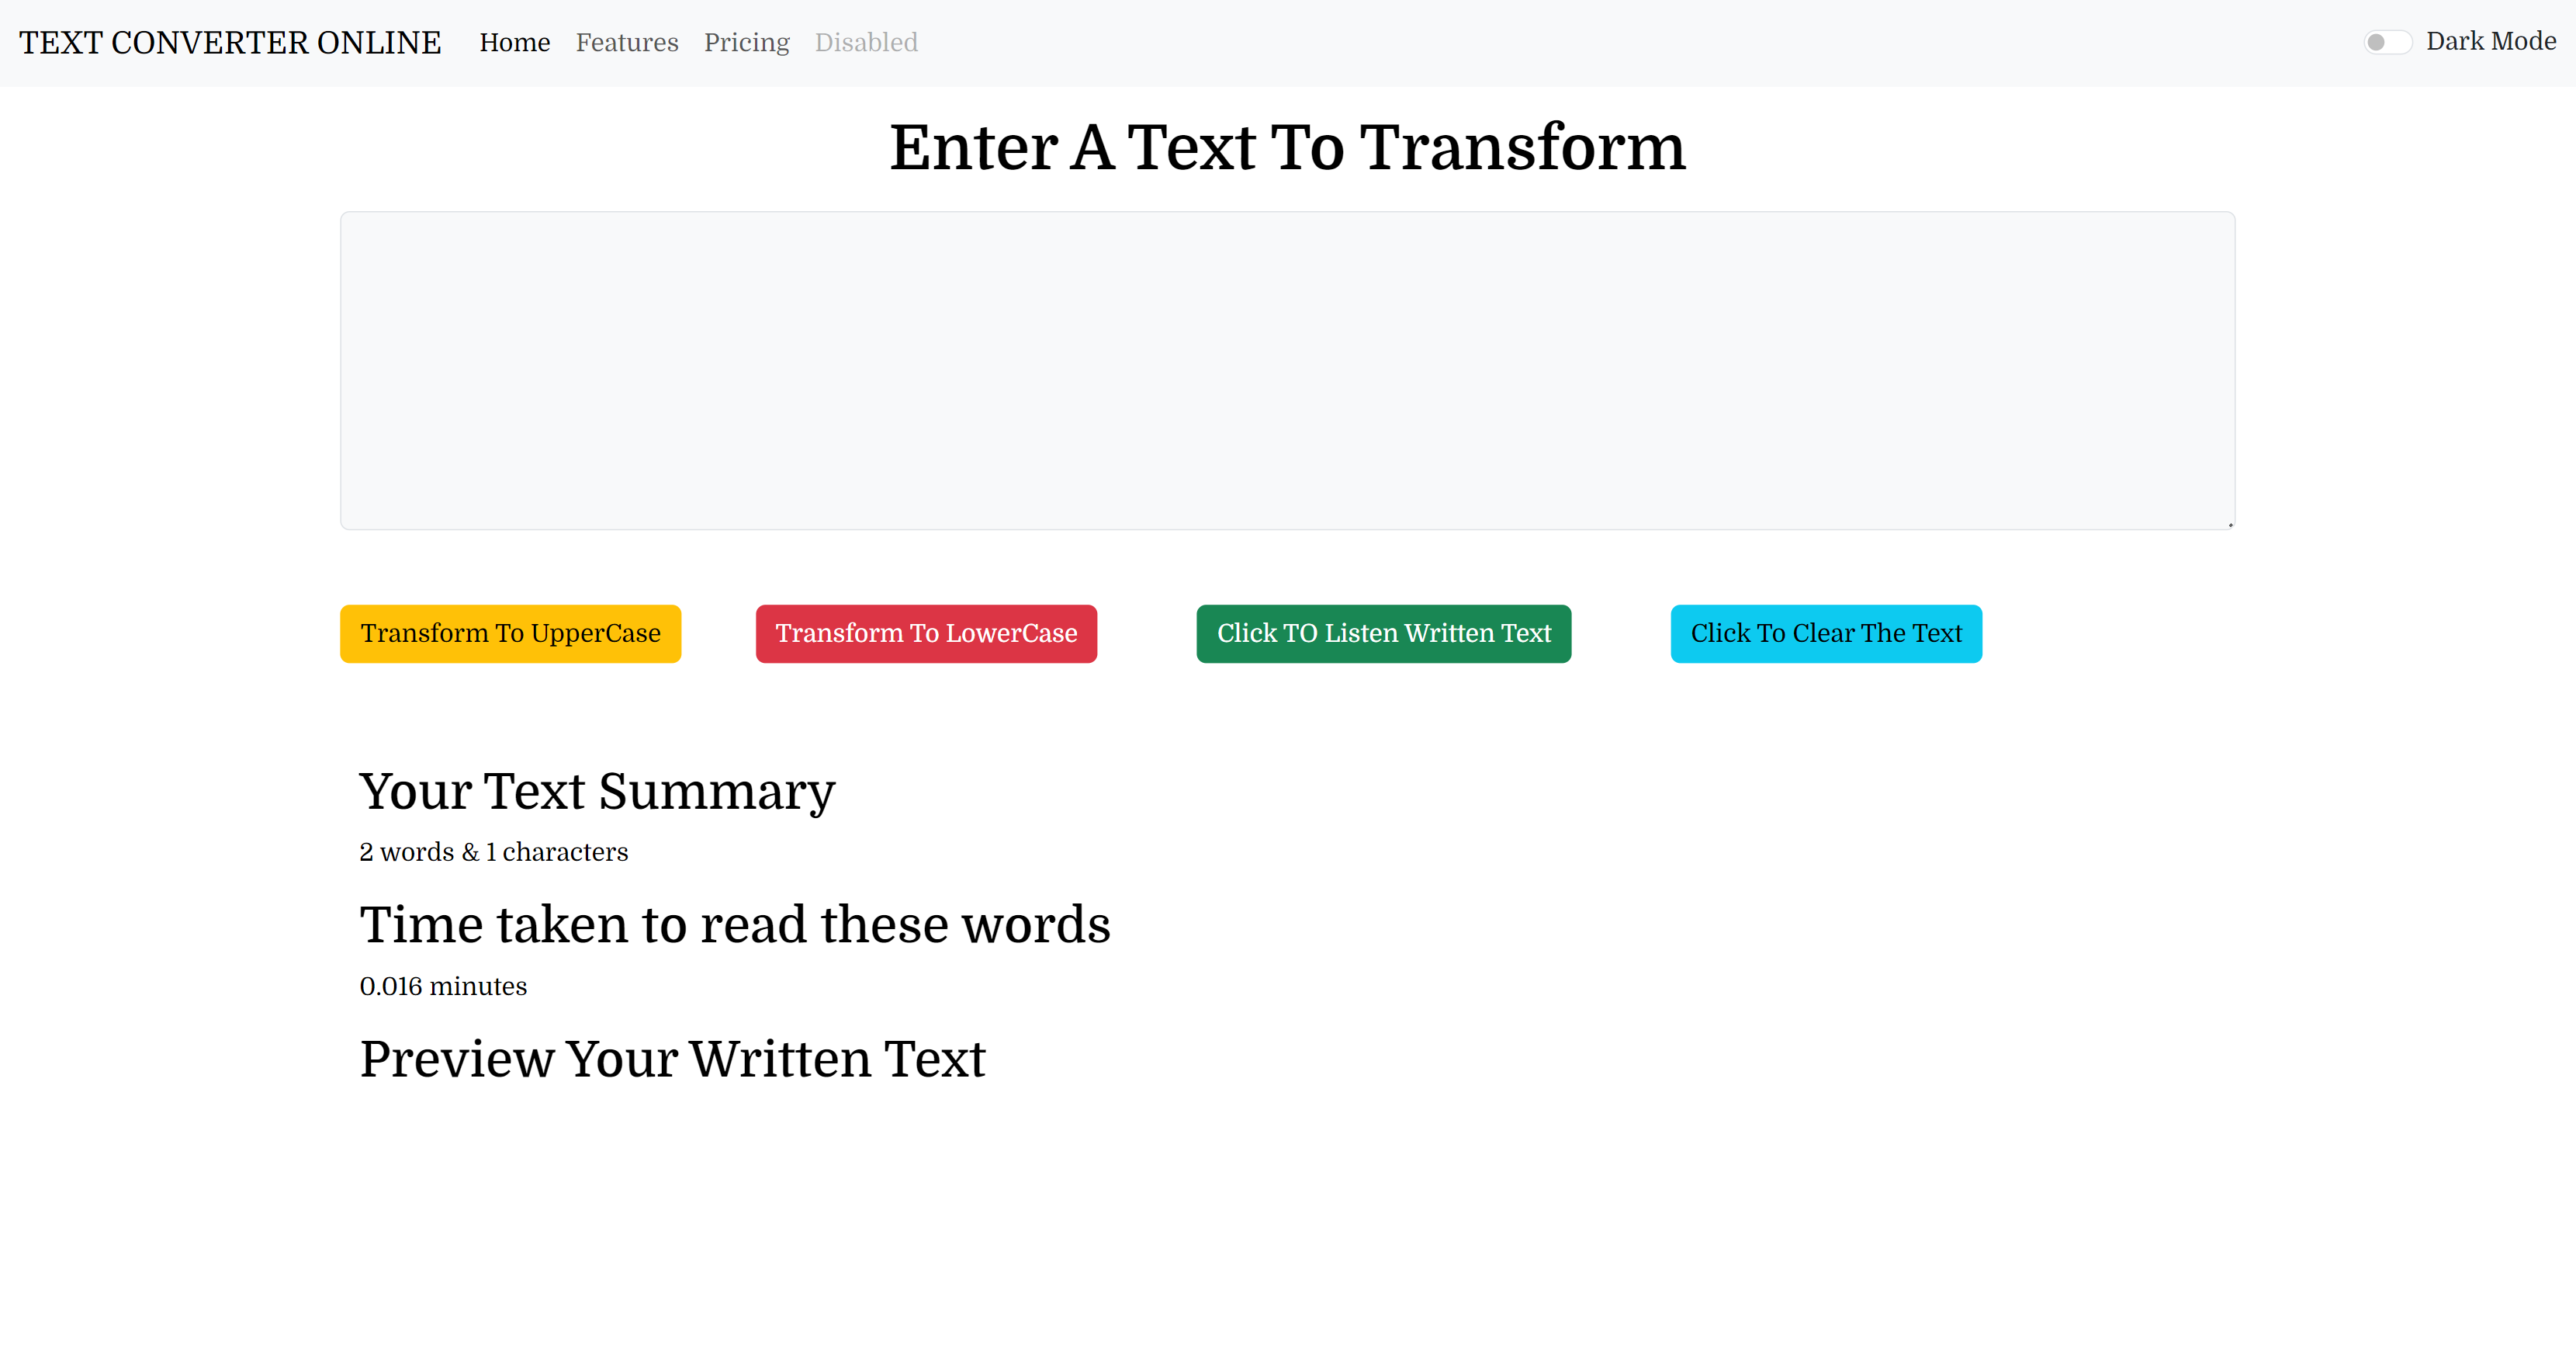 TEXT CONVERTER ONLINE Home Features Pricing Disabled Dark Mode
Enter A Text To Transform
Transform To UpperCase Transform To LowerCase Click TO Listen Written Text Click To Clear The Text
Your Text Summary
2 words & 1 characters
Time taken to read these words
0.016 minutes
Preview Your Written Text